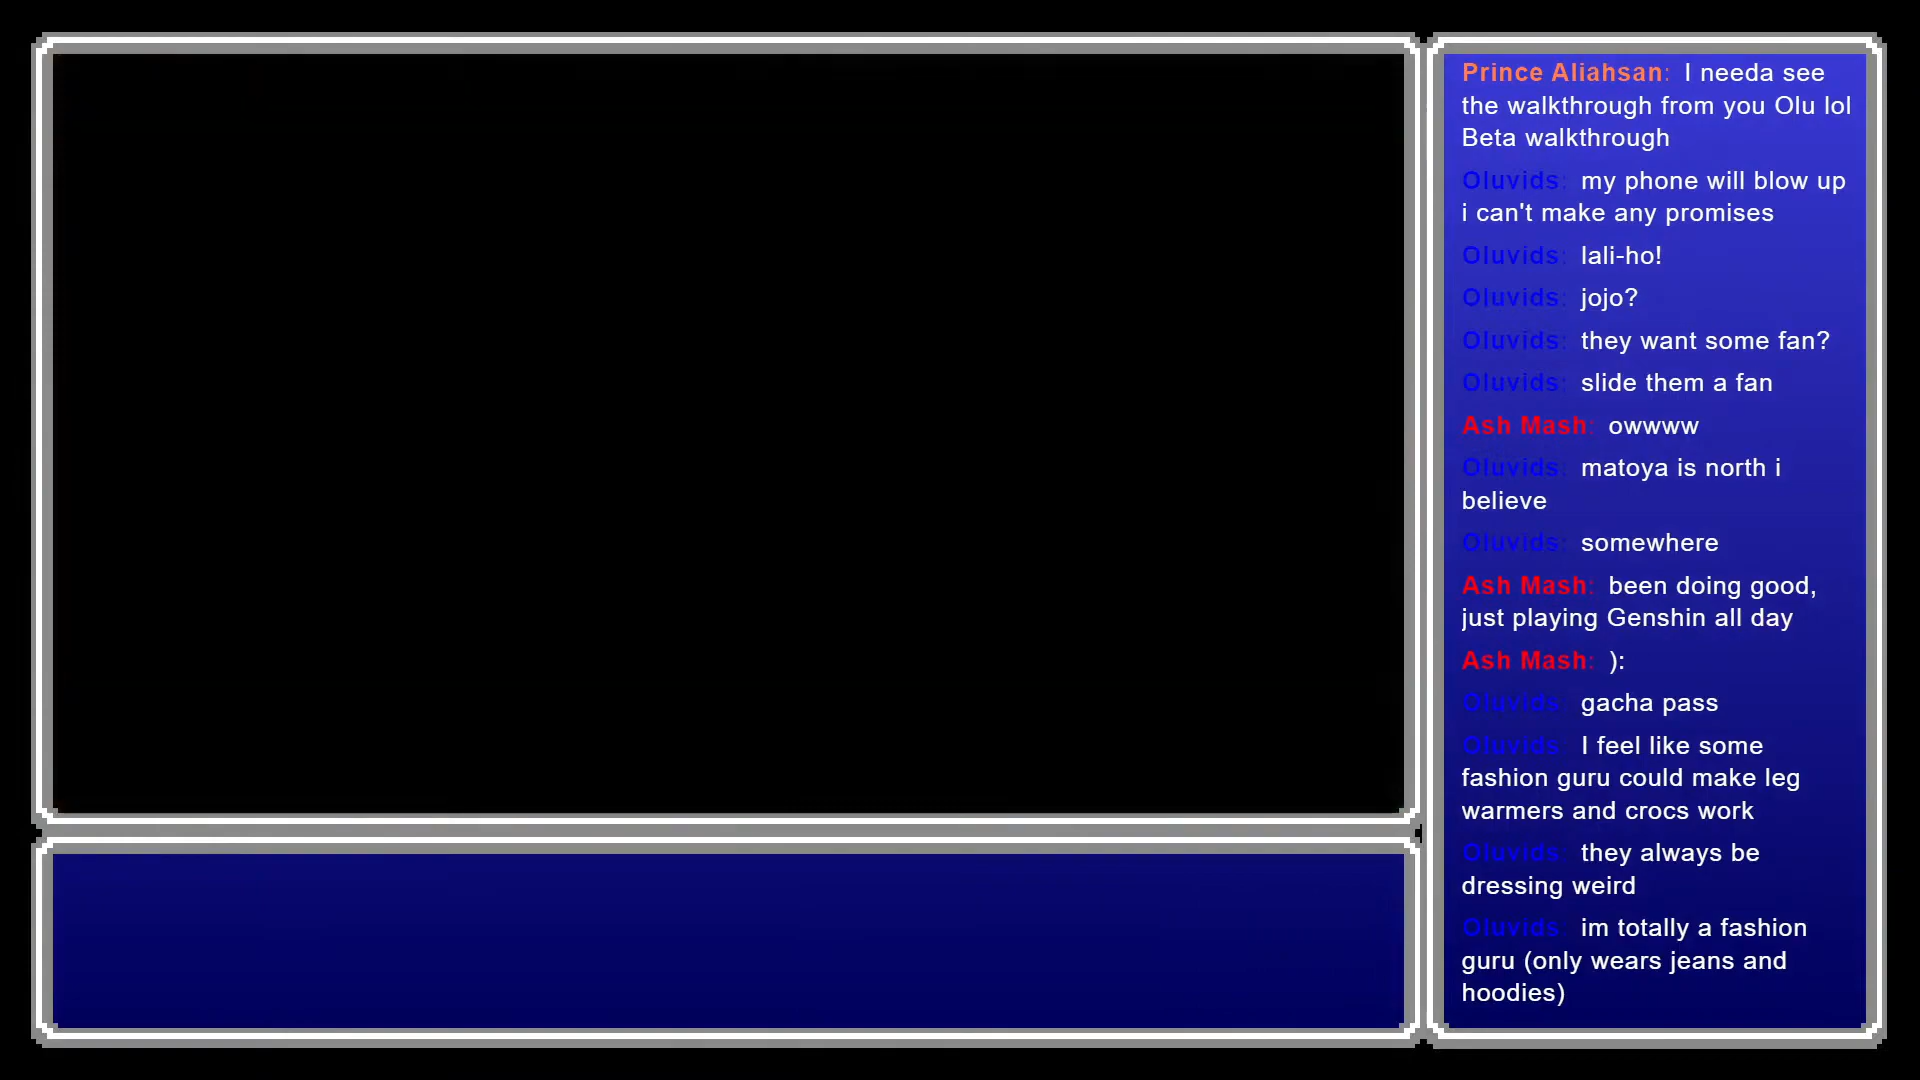 Prince Aliahsan: I needa see
the walkthrough from you Olu lol
Beta walkthrough
Oluvids: my phone will blow up
i can't make any promises
Oluvids: lali-ho!
Oluvids: jojo?
Oluvids: they want some fan?
Oluvids: slide them a fan
Ash Mash: owwww
Oluvids: matoya is north i
believe
Oluvids: somewhere
Ash Mash: been doing good,
just playing Genshin all day
Ash Mash: ):
Oluvids: gacha pass
Oluvids: I feel like some
fashion guru could make leg
warmers and crocs work
Oluvids: they always be
dressing weird
Oluvids: im totally a fashion
guru (only wears jeans and
hoodies)